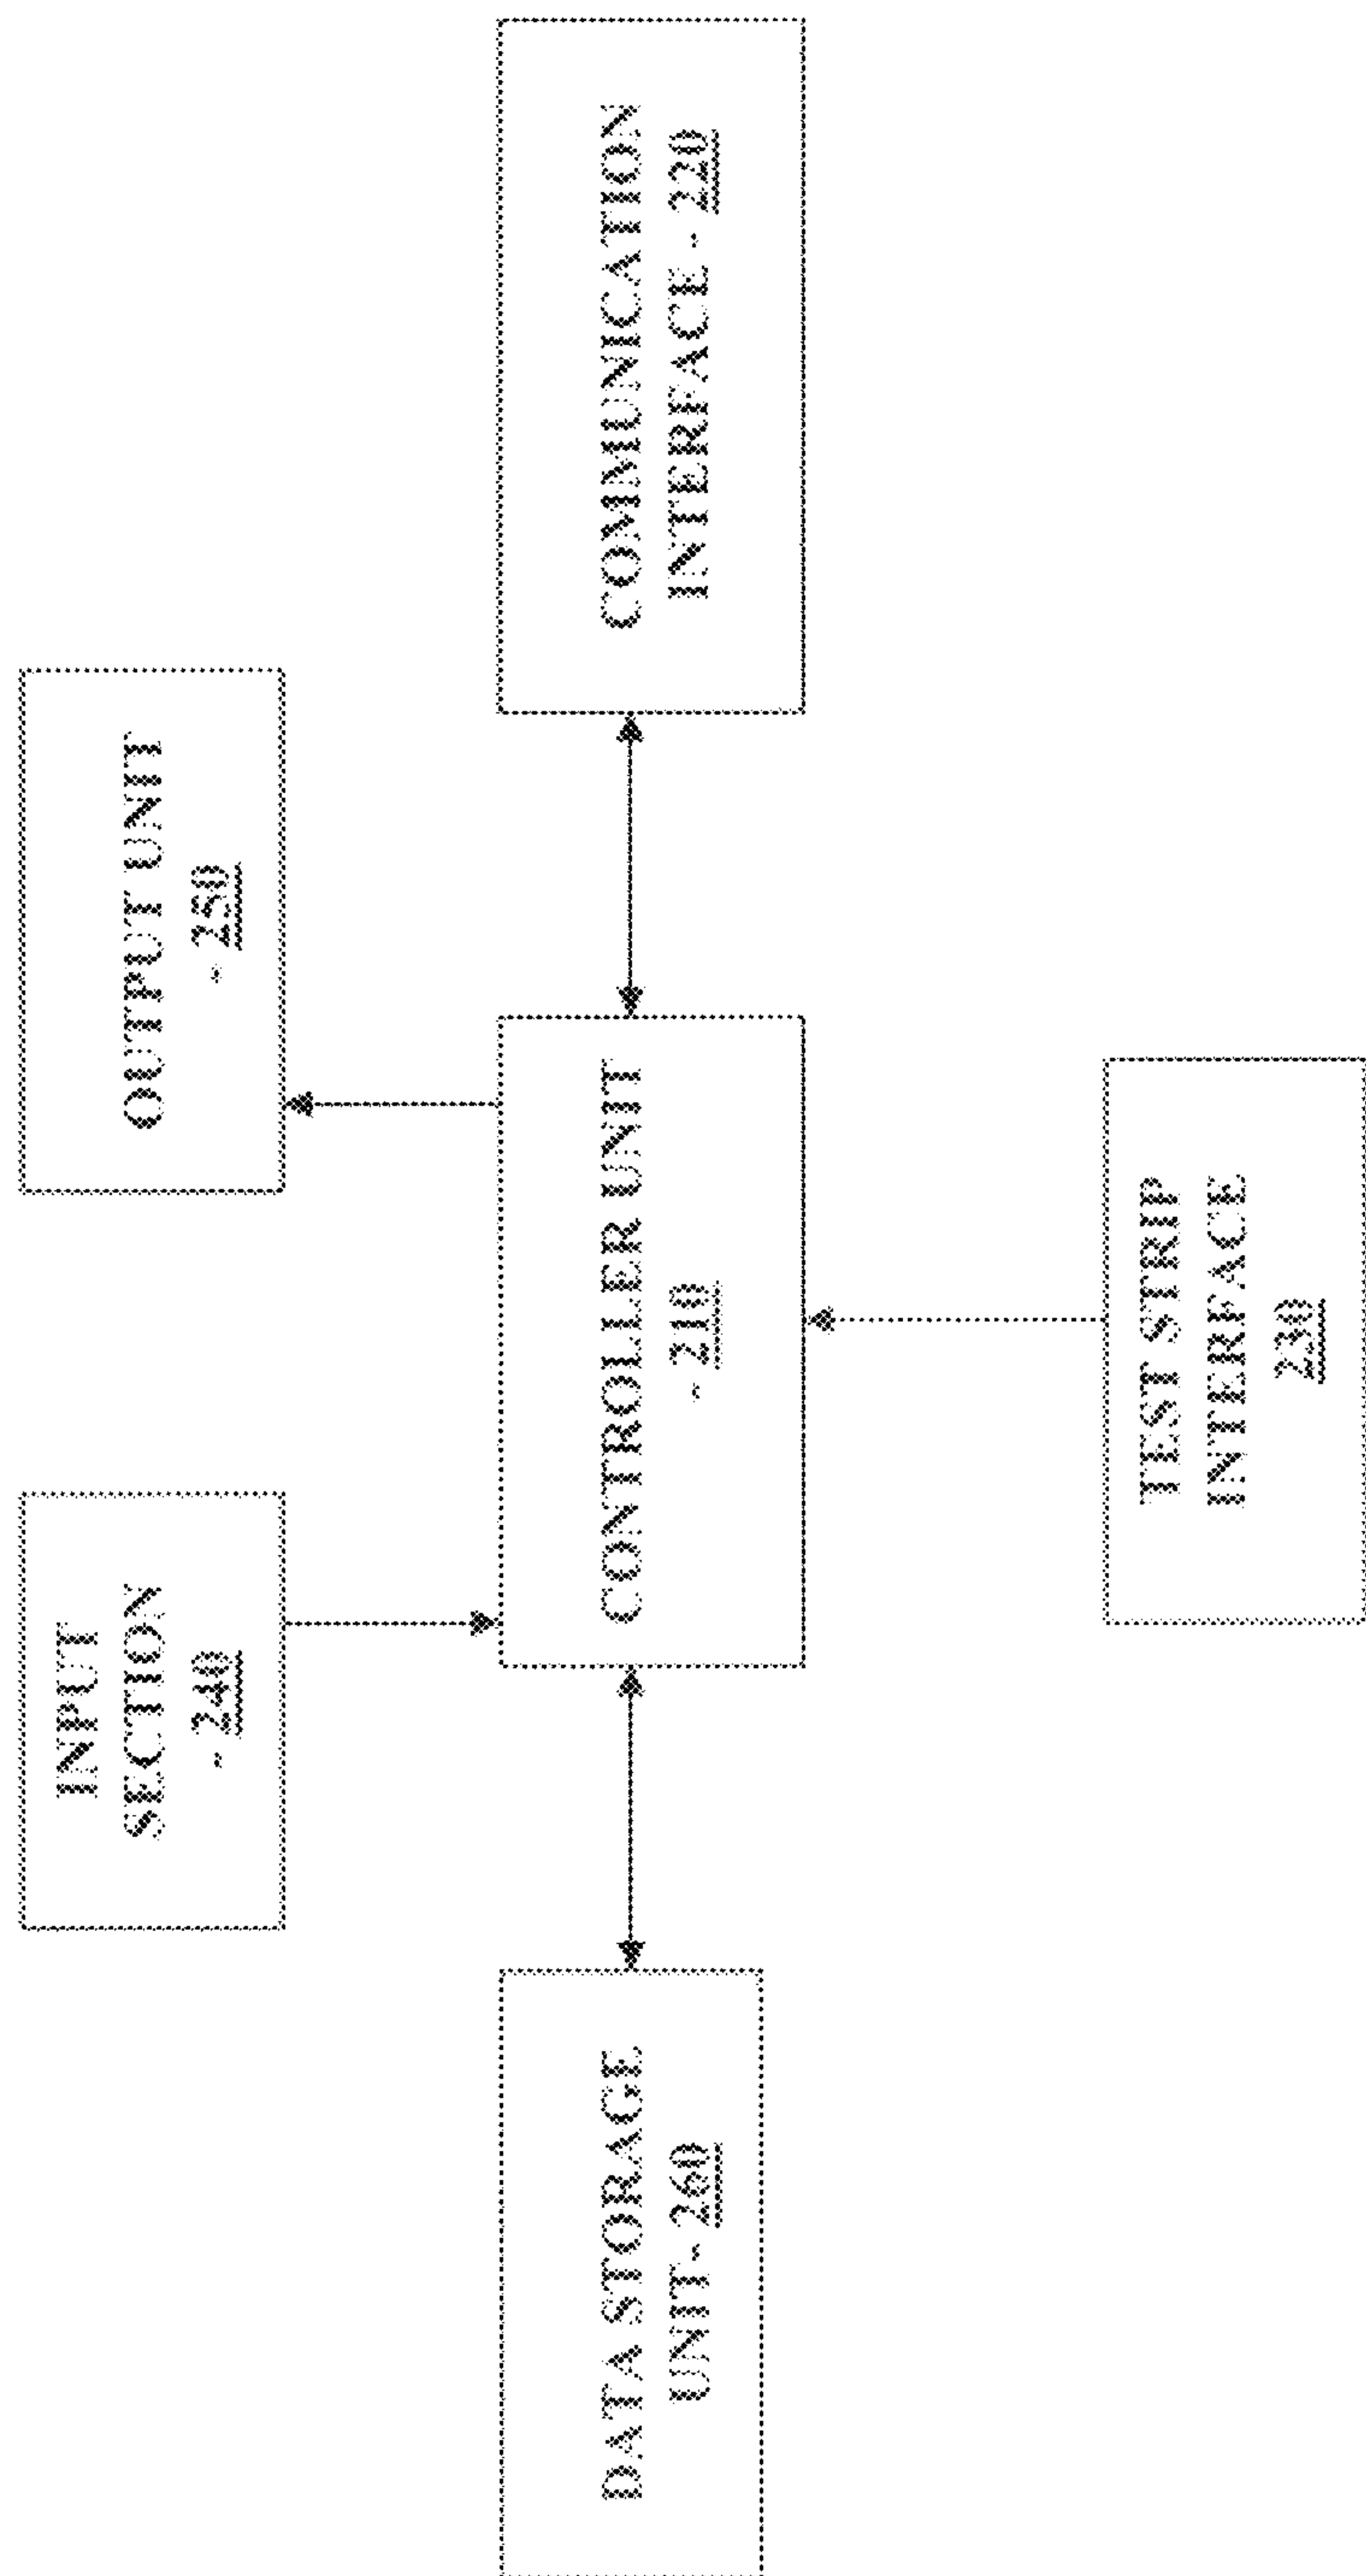 INPUT
SECTION
- 240
OUTPUT UNIT
- 250
DATA STORAGE
UNIT- 260
CONTROLLER UNIT
- 210
COMMUNICATION
INTERFACE - 220
TEST STRIP
INTERFACE
230